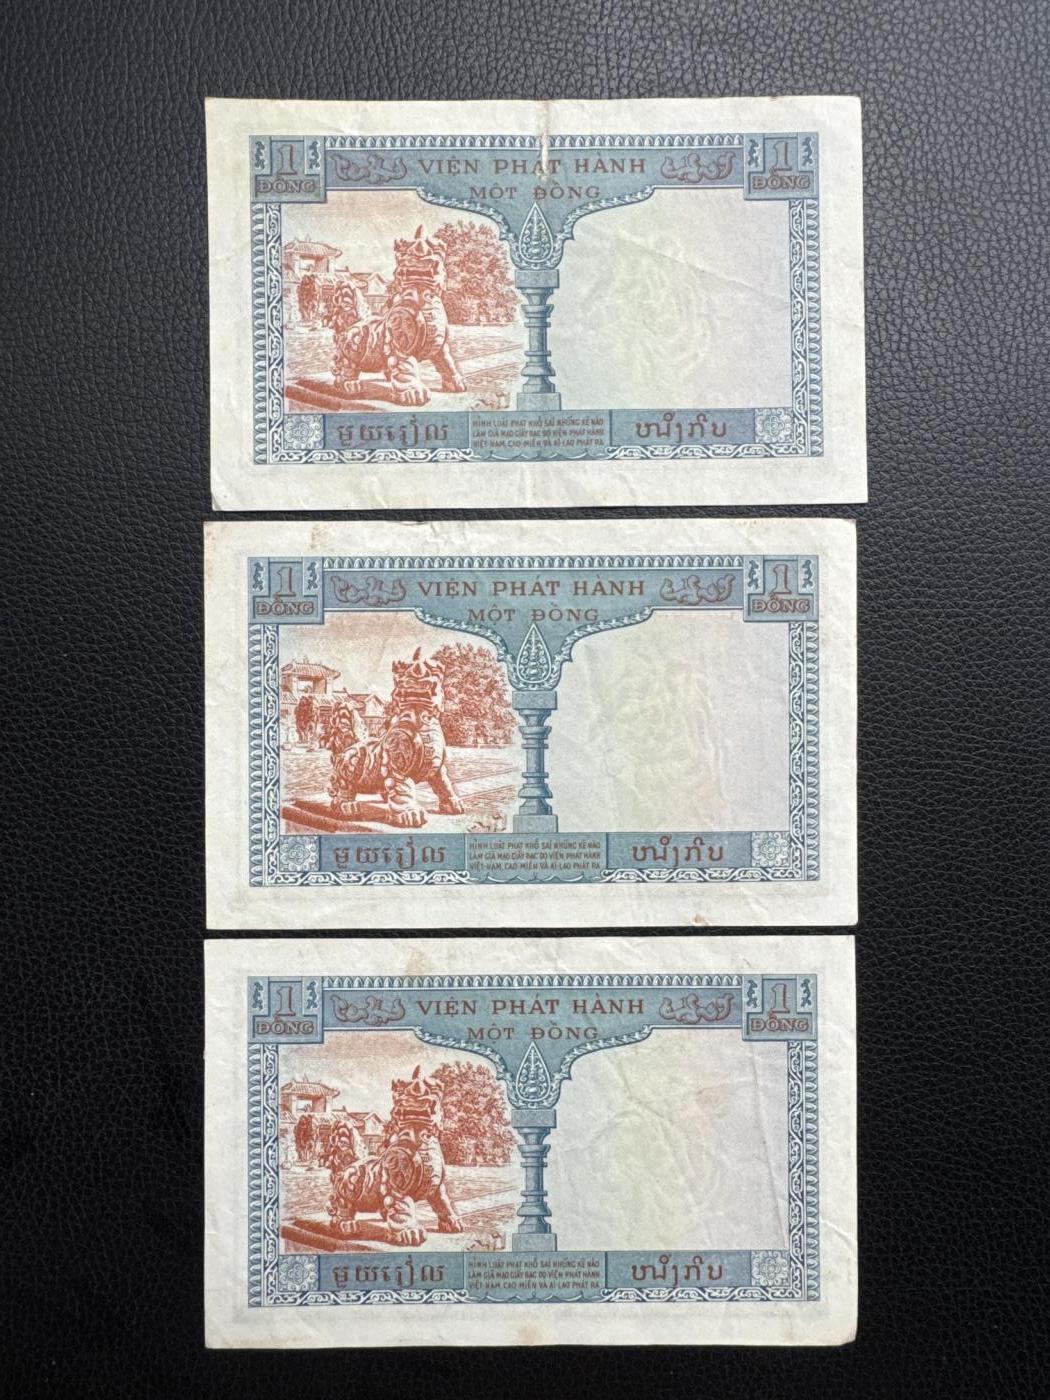 1 VIỆN PHÁT HÀNH 1
ĐỒNG MỘT ĐỒNG ĐỒNG
HÌNH LUẬT PHẠT KHỔ SAI NHỮNG KẺ NÀO
LÀM GIẢ MẠO GIẤY BẠC DO VIỆN PHÁT HÀNH
VIỆT-NAM, CAO-MIÊN VÀ AI-LAO PHÁT RA.
មួយរៀល ໜຶ່ງກີບ
1 VIỆN PHÁT HÀNH 1
ĐỒNG MỘT ĐỒNG ĐỒNG
HÌNH LUẬT PHẠT KHỔ SAI NHỮNG KẺ NÀO
LÀM GIẢ MẠO GIẤY BẠC DO VIỆN PHÁT HÀNH
VIỆT-NAM, CAO-MIÊN VÀ AI-LAO PHÁT RA.
មួយរៀល ໜຶ່ງກີບ
1 VIỆN PHÁT HÀNH 1
ĐỒNG MỘT ĐỒNG ĐỒNG
HÌNH LUẬT PHẠT KHỔ SAI NHỮNG KẺ NÀO
LÀM GIẢ MẠO GIẤY BẠC DO VIỆN PHÁT HÀNH
VIỆT-NAM, CAO-MIÊN VÀ AI-LAO PHÁT RA.
មួយរៀល ໜຶ່ງກີບ